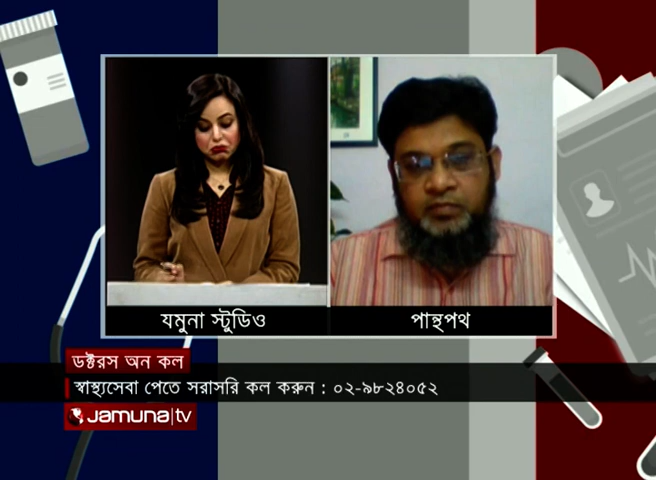 যমুনা স্টুডিও
পান্থপথ
ডক্টরস অন কল
স্বাস্থ্যসেবা পেতে সরাসরি কল করুন : ০২-৯৮২৪০৫২
Jamuna|tv